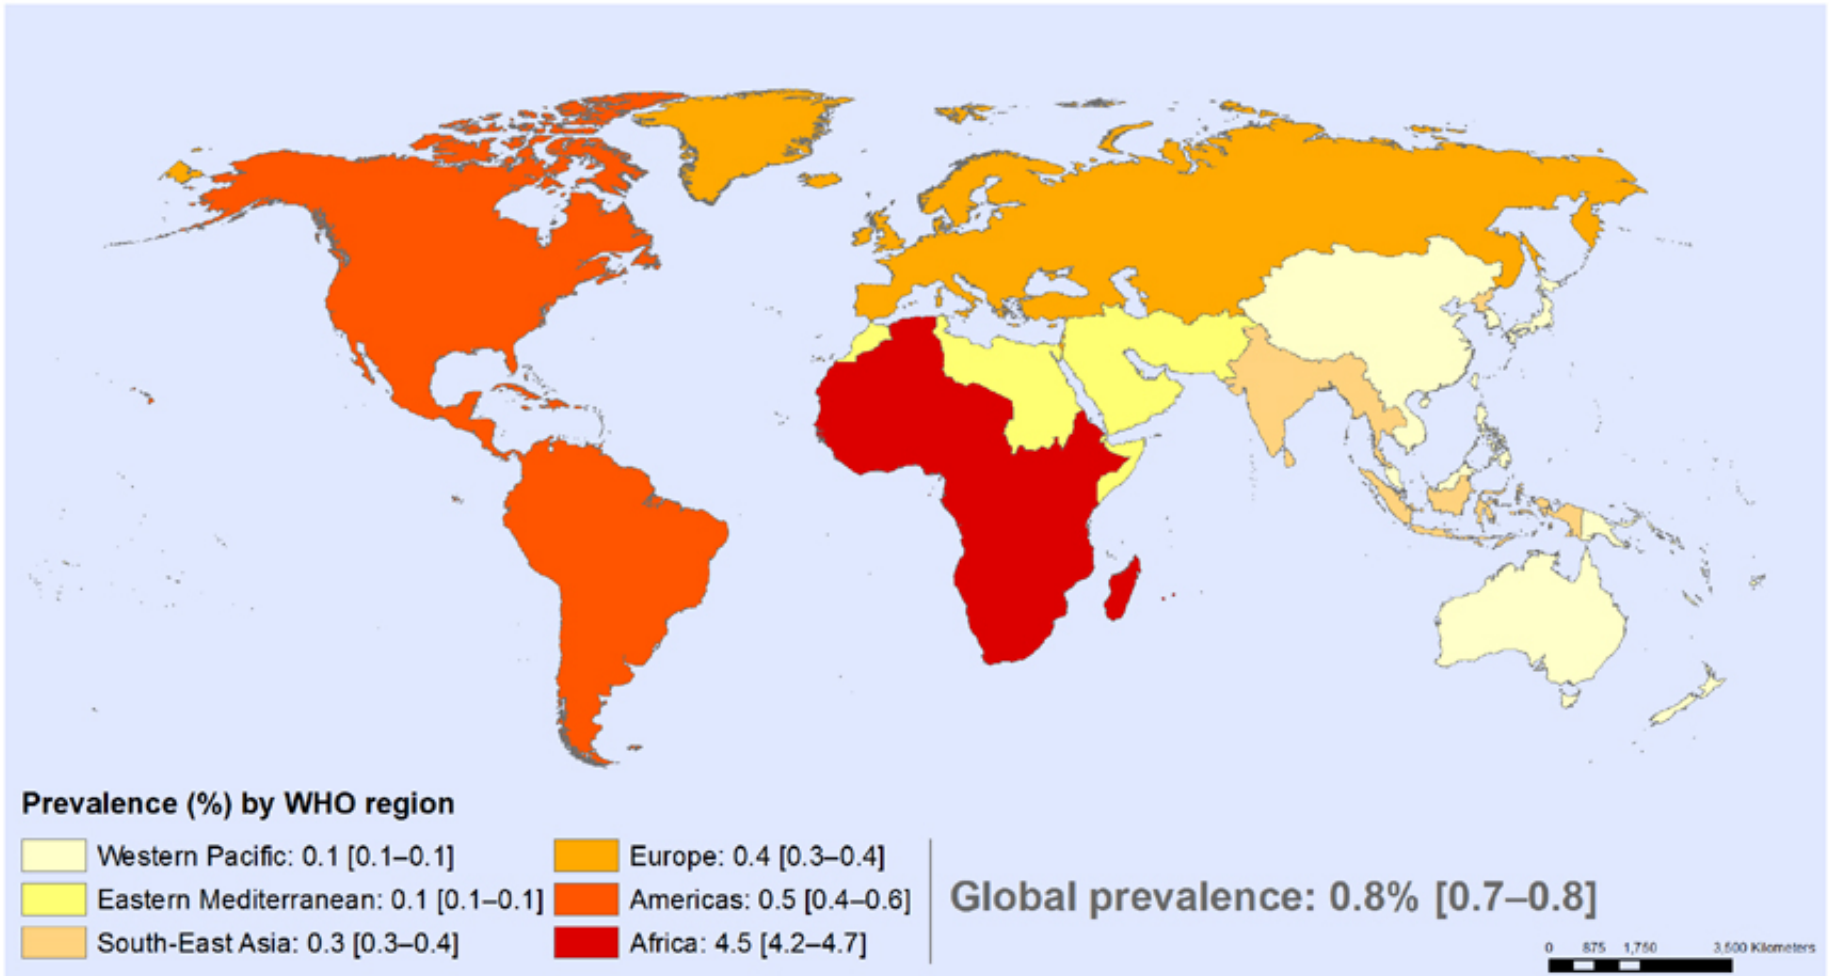 Prevalence (%) by WHO region
Western Pacific: 0.1 [0.1–0.1]
Eastern Mediterranean: 0.1 [0.1–0.1]
South-East Asia: 0.3 [0.3–0.4]
Europe: 0.4 [0.3–0.4]
Americas: 0.5 [0.4–0.6]
Africa: 4.5 [4.2–4.7]
Global prevalence: 0.8% [0.7–0.8]
0 875 1,750 3,500 Kilometers